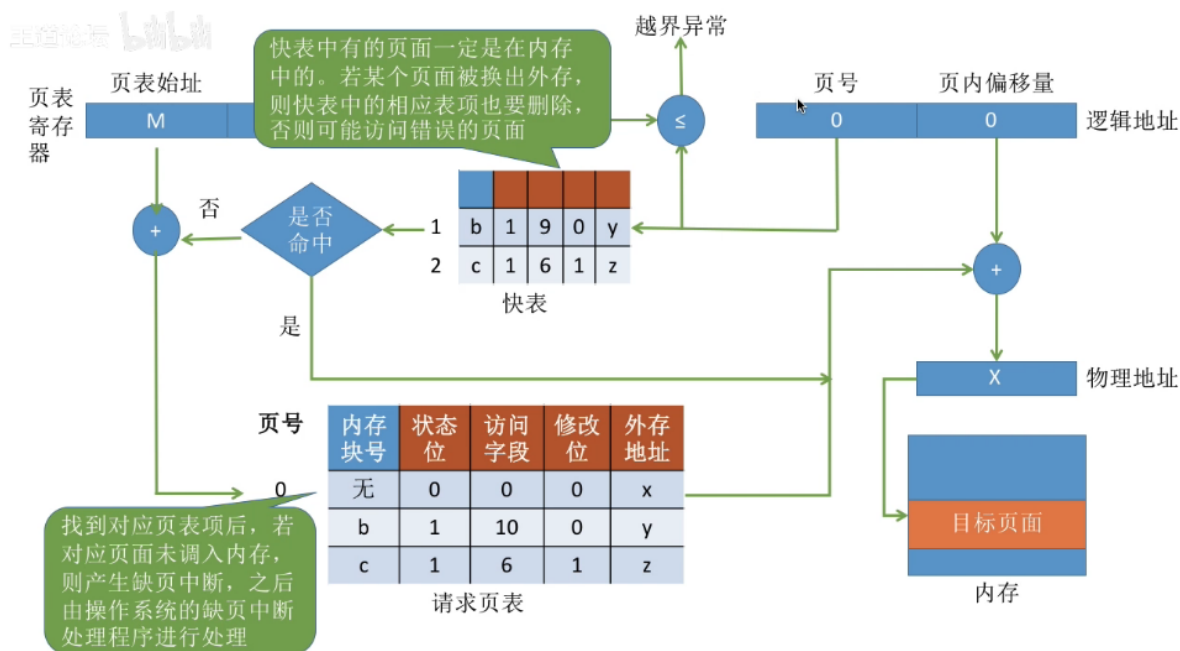 王道论坛 bilibili
越界异常
快表中有的页面一定是在内存
中的。若某个页面被换出外存，
则快表中的相应表项也要删除，
否则可能访问错误的页面
页表始址
页号
页内偏移量
页表
寄存
器
M
≤
0 0
逻辑地址
+
否
是否
命中
1 b 1 9 0 y
2 c 1 6 1 z
快表
+
是
X
物理地址
页号
内存
块号
状态
位
访问
字段
修改
位
外存
地址
0 无 0 0 0 x
b 1 10 0 y
c 1 6 1 z
请求页表
找到对应页表项后，若
对应页面未调入内存，
则产生缺页中断，之后
由操作系统的缺页中断
处理程序进行处理
目标页面
内存